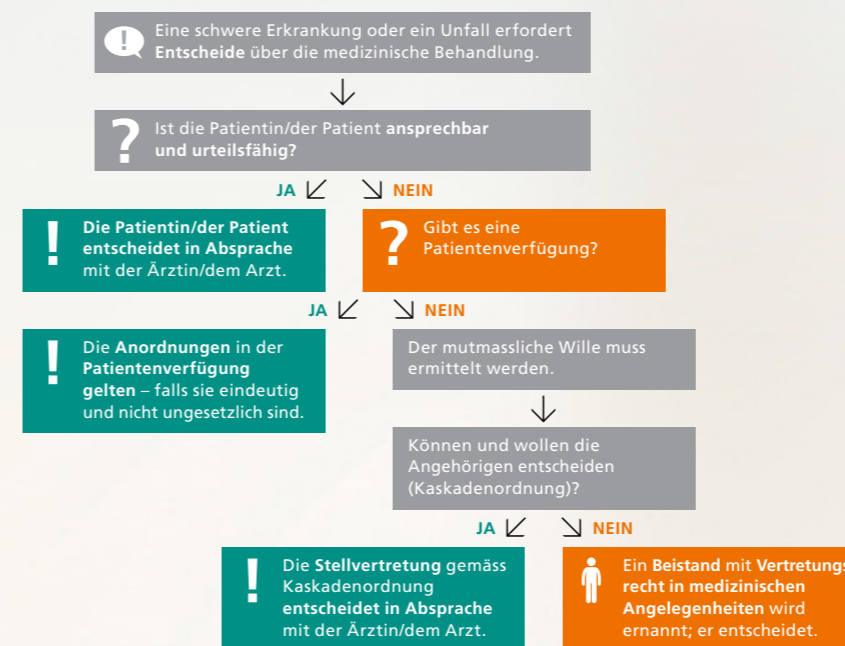 !
Eine schwere Erkrankung oder ein Unfall erfordert
Entscheide über die medizinische Behandlung.
?
Ist die Patientin/der Patient ansprechbar
und urteilsfähig?
JA
NEIN
!
Die Patientin/der Patient
entscheidet in Absprache
mit der Ärztin/dem Arzt.
?
Gibt es eine
Patientenverfügung?
JA
NEIN
!
Die Anordnungen in der
Patientenverfügung
gelten – falls sie eindeutig
und nicht ungesetzlich sind.
Der mutmassliche Wille muss
ermittelt werden.
Können und wollen die
Angehörigen entscheiden
(Kaskadenordnung)?
JA
NEIN
!
Die Stellvertretung gemäss
Kaskadenordnung
entscheidet in Absprache
mit der Ärztin/dem Arzt.
Ein Beistand mit Vertretungs
recht in medizinischen
Angelegenheiten wird
ernannt; er entscheidet.